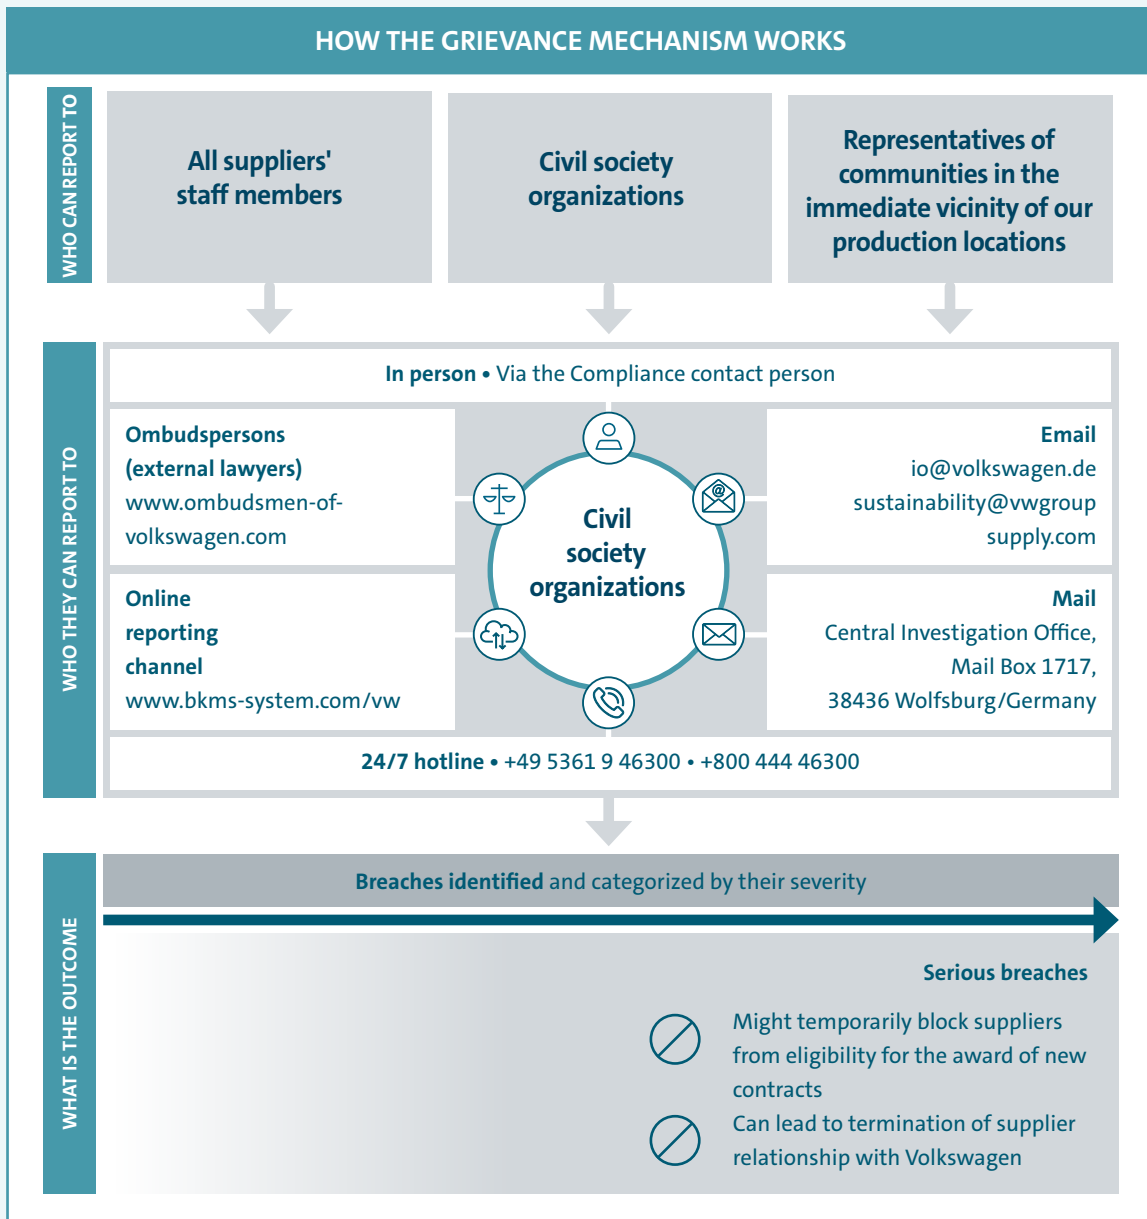 HOW THE GRIEVANCE MECHANISM WORKS
WHO CAN REPORT TO
All suppliers'
staff members
Civil society
organizations
Representatives of
communities in the
immediate vicinity of our
production locations
WHO THEY CAN REPORT TO
In person • Via the Compliance contact person
Ombudspersons
(external lawyers)
www.ombudsmen-of-
volkswagen.com
Email
io@volkswagen.de
sustainability@vwgroup
supply.com
Civil
society
organizations
Online
reporting
channel
www.bkms-system.com/vw
Mail
Central Investigation Office,
Mail Box 1717,
38436 Wolfsburg/Germany
24/7 hotline • +49 5361 9 46300 • +800 444 46300
WHAT IS THE OUTCOME
Breaches identified and categorized by their severity
Serious breaches
Might temporarily block suppliers
from eligibility for the award of new
contracts
Can lead to termination of supplier
relationship with Volkswagen